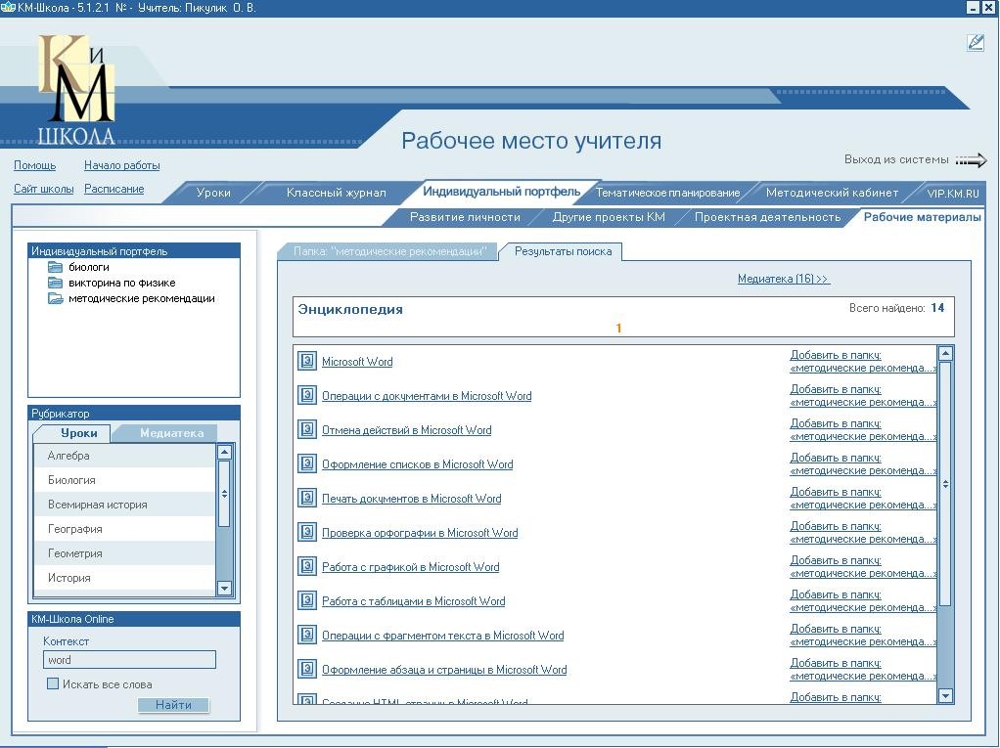 КМ-Школа - 5.1.2.1 № - Учитель: Пикулик О. В.
К И
М
ШКОЛА
Рабочее место учителя
Выход из системы
Помощь Начало работы
Сайт школы Расписание
Уроки Классный журнал Индивидуальный портфель Тематическое планирование Методический кабинет VIP.KM.RU
Развитие личности Другие проекты КМ Проектная деятельность Рабочие материалы
Индивидуальный портфель
биологи
викторина по физике
методические рекомендации
Рубрикатор
Уроки Медиатека
Алгебра
Биология
Всемирная история
География
Геометрия
История
КМ-Школа Online
Контекст
word
Искать все слова
Найти
Папка: "методические рекомендации" Результаты поиска
Медиатека (16) >>
Энциклопедия Всего найдено: 14
1
Э Microsoft Word Добавить в папку:
«методические рекоменда...»
Э Операции с документами в Microsoft Word Добавить в папку:
«методические рекоменда...»
Э Отмена действий в Microsoft Word Добавить в папку:
«методические рекоменда...»
Э Оформление списков в Microsoft Word Добавить в папку:
«методические рекоменда...»
Э Печать документов в Microsoft Word Добавить в папку:
«методические рекоменда...»
Э Проверка орфографии в Microsoft Word Добавить в папку:
«методические рекоменда...»
Э Работа с графикой в Microsoft Word Добавить в папку:
«методические рекоменда...»
Э Работа с таблицами в Microsoft Word Добавить в папку:
«методические рекоменда...»
Э Операции с фрагментом текста в Microsoft Word Добавить в папку:
«методические рекоменда...»
Э Оформление абзаца и страницы в Microsoft Word Добавить в папку:
«методические рекоменда...»
Э Создание HTML-страниц в Microsoft Word Добавить в папку: